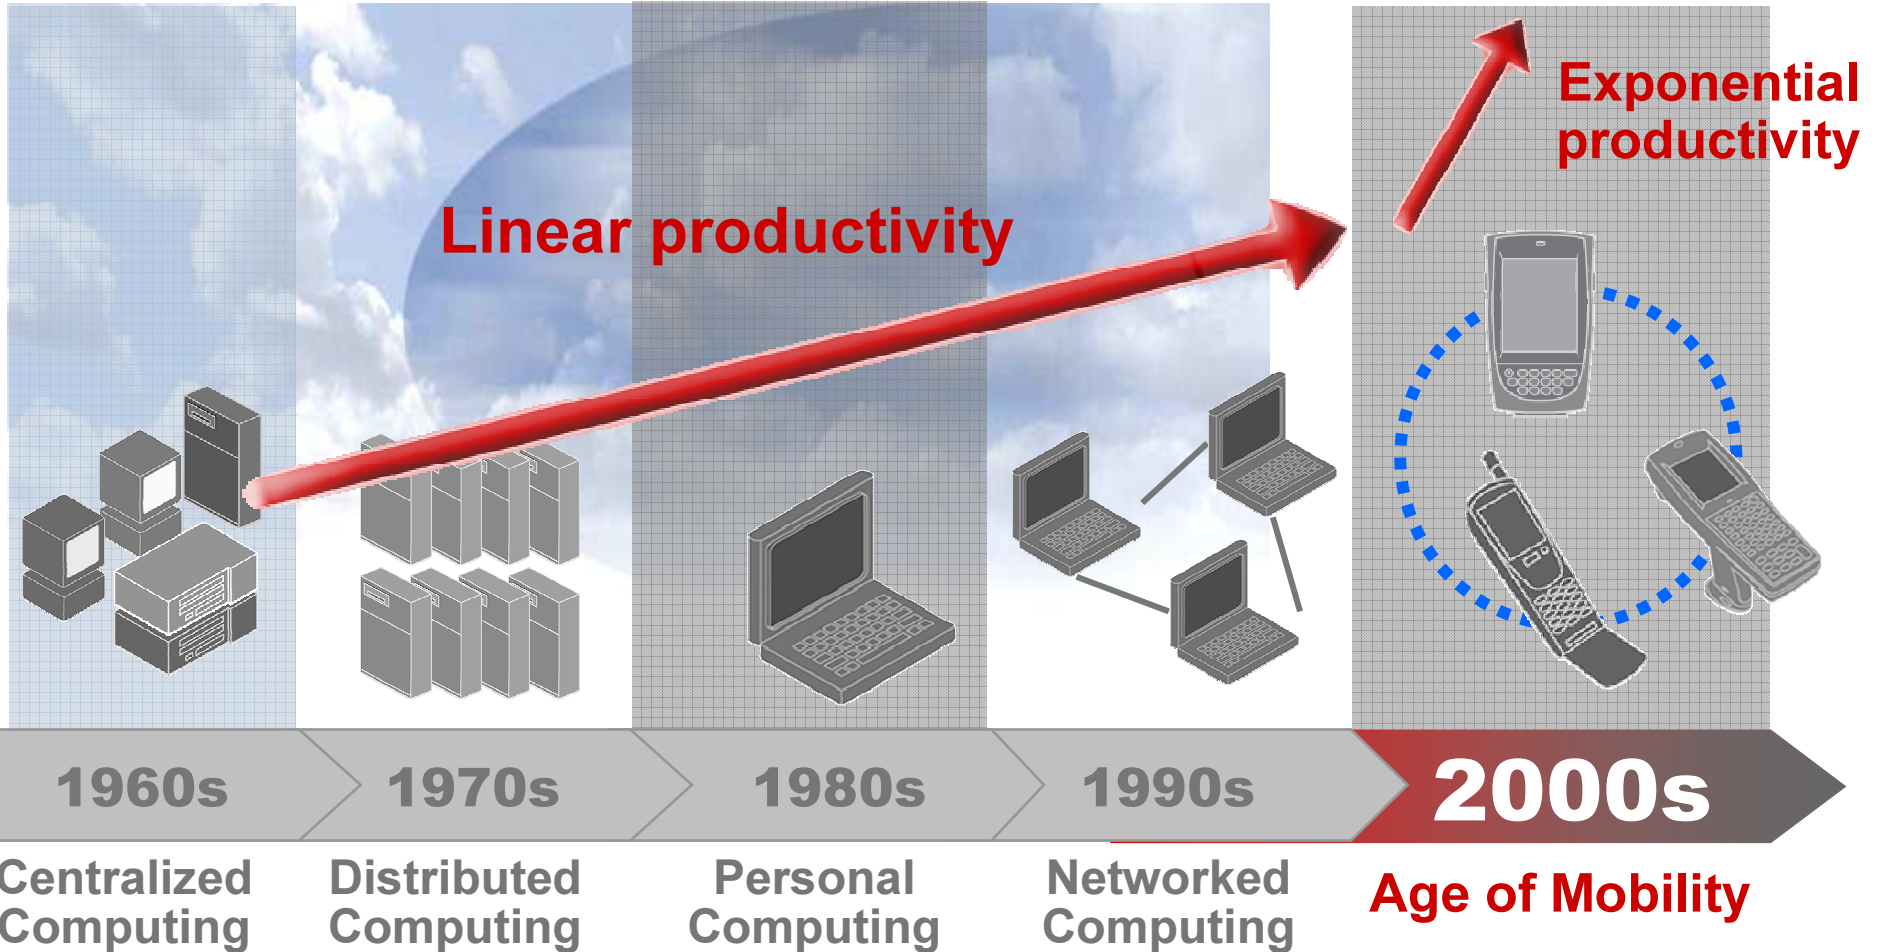 Exponential
productivity
Linear productivity
1960s
1970s
1980s
1990s
2000s
Centralized
Computing
Distributed
Computing
Personal
Computing
Networked
Computing
Age of Mobility